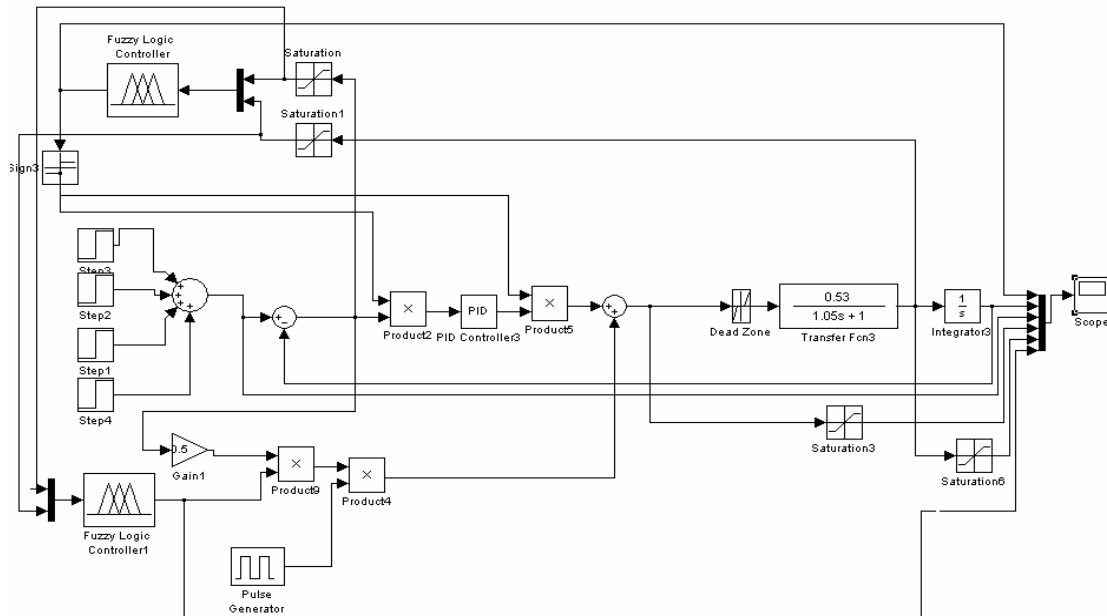 Fuzzy Logic
Controller
Saturation
Saturation1
Sign3
Step3
Step2
Step1
Step4
×
Product2
PID
PID Controller3
×
Product5
Dead Zone
0.53
1.05s + 1
Transfer Fcn3
1
s
Integrator3
Scope
Saturation3
Saturation6
0.5
Gain1
×
Product9
×
Product4
Fuzzy Logic
Controller1
Pulse
Generator